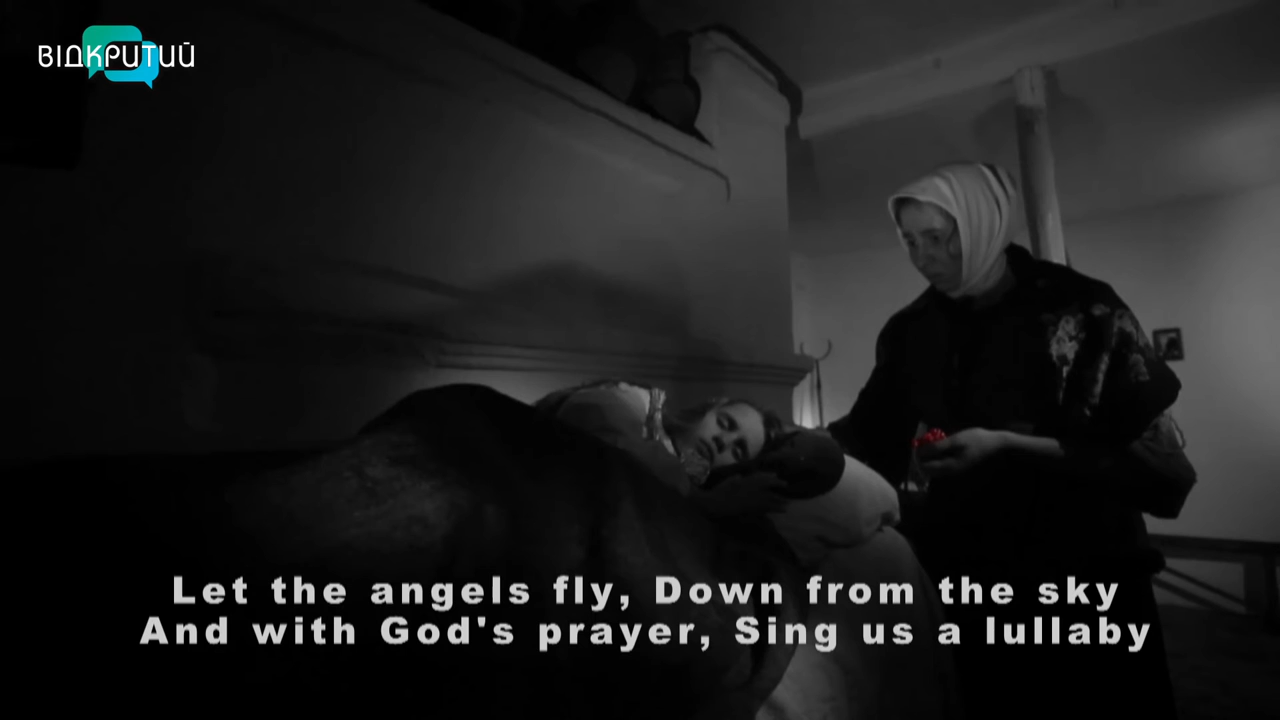 ВІДКРИТИЙ
Let the angels fly, Down from the sky
And with God's prayer, Sing us a lullaby